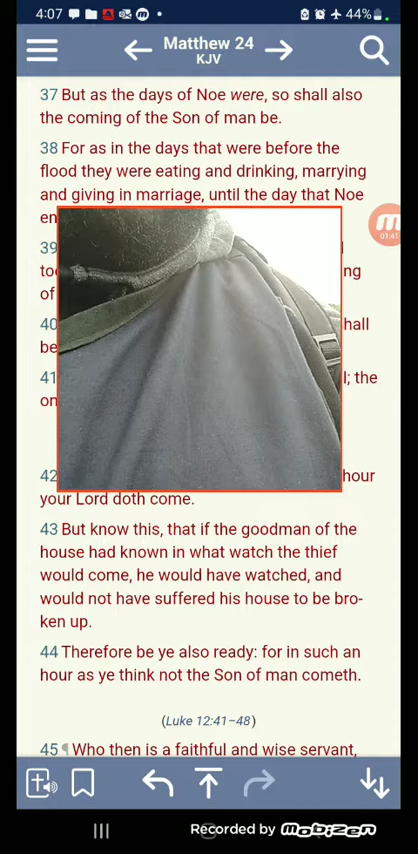 4:07
44%
Matthew 24
KJV
37 But as the days of Noe were, so shall also
the coming of the Son of man be.
38 For as in the days that were before the
flood they were eating and drinking, marrying
and giving in marriage, until the day that Noe
en
39
01:41
too ng
of
40 hall
be
41 l; the
on
42 hour
your Lord doth come.
43 But know this, that if the goodman of the
house had known in what watch the thief
would come, he would have watched, and
would not have suffered his house to be bro-
ken up.
44 Therefore be ye also ready: for in such an
hour as ye think not the Son of man cometh.
(Luke 12:41–48)
45 ¶ Who then is a faithful and wise servant,
Recorded by mobizen